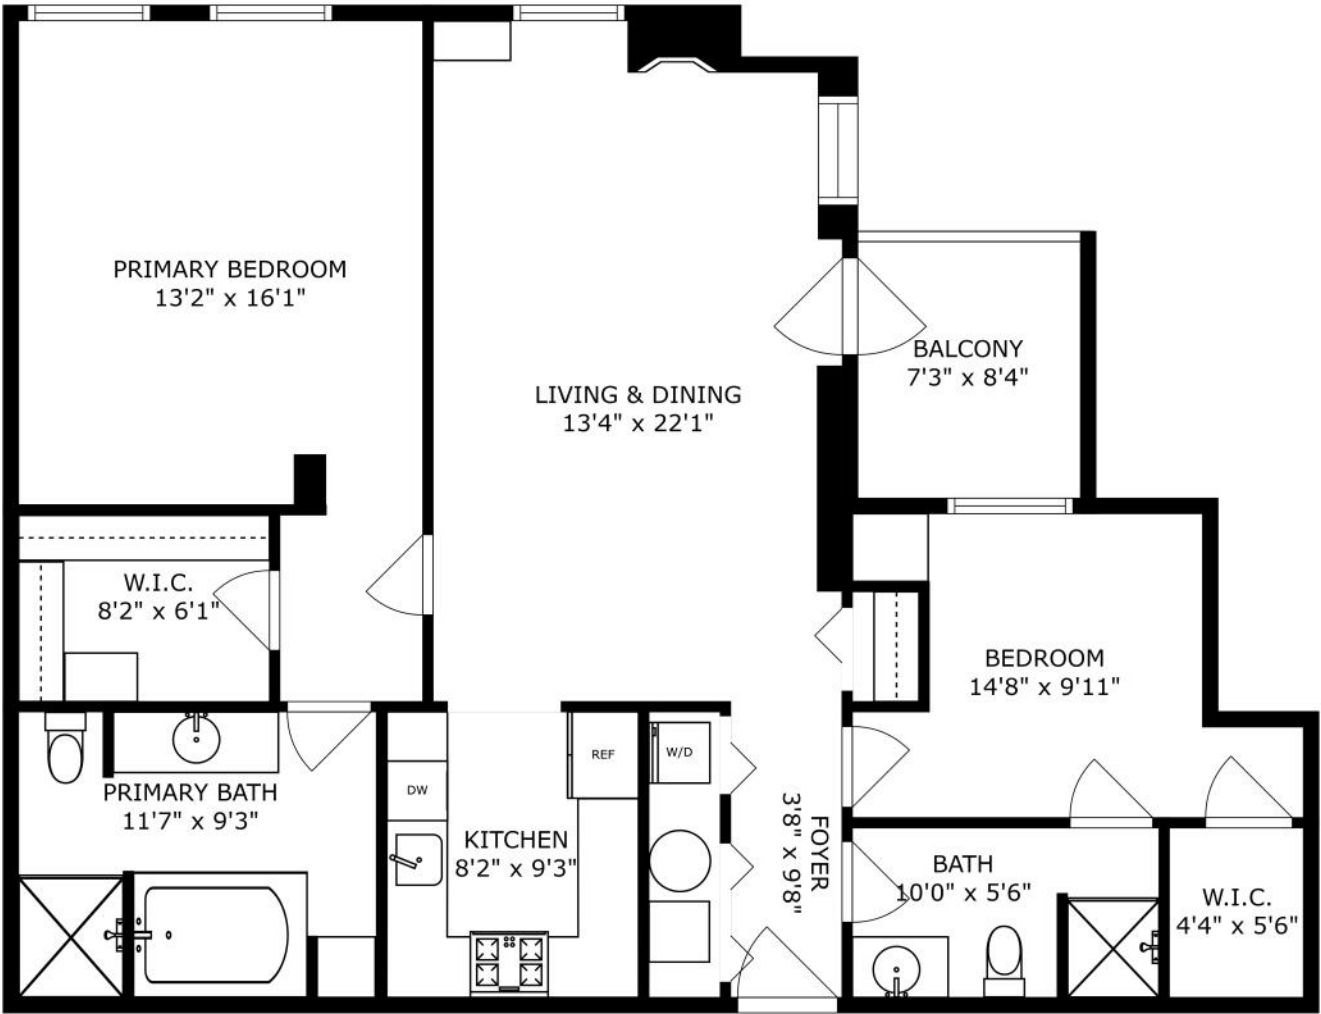 PRIMARY BEDROOM
13'2" x 16'1"
LIVING & DINING
13'4" x 22'1"
BALCONY
7'3" x 8'4"
W.I.C.
8'2" x 6'1"
BEDROOM
14'8" x 9'11"
PRIMARY BATH
11'7" x 9'3"
DW
REF
W/D
KITCHEN
8'2" x 9'3"
FOYER
3'8" x 9'8"
BATH
10'0" x 5'6"
W.I.C.
4'4" x 5'6"